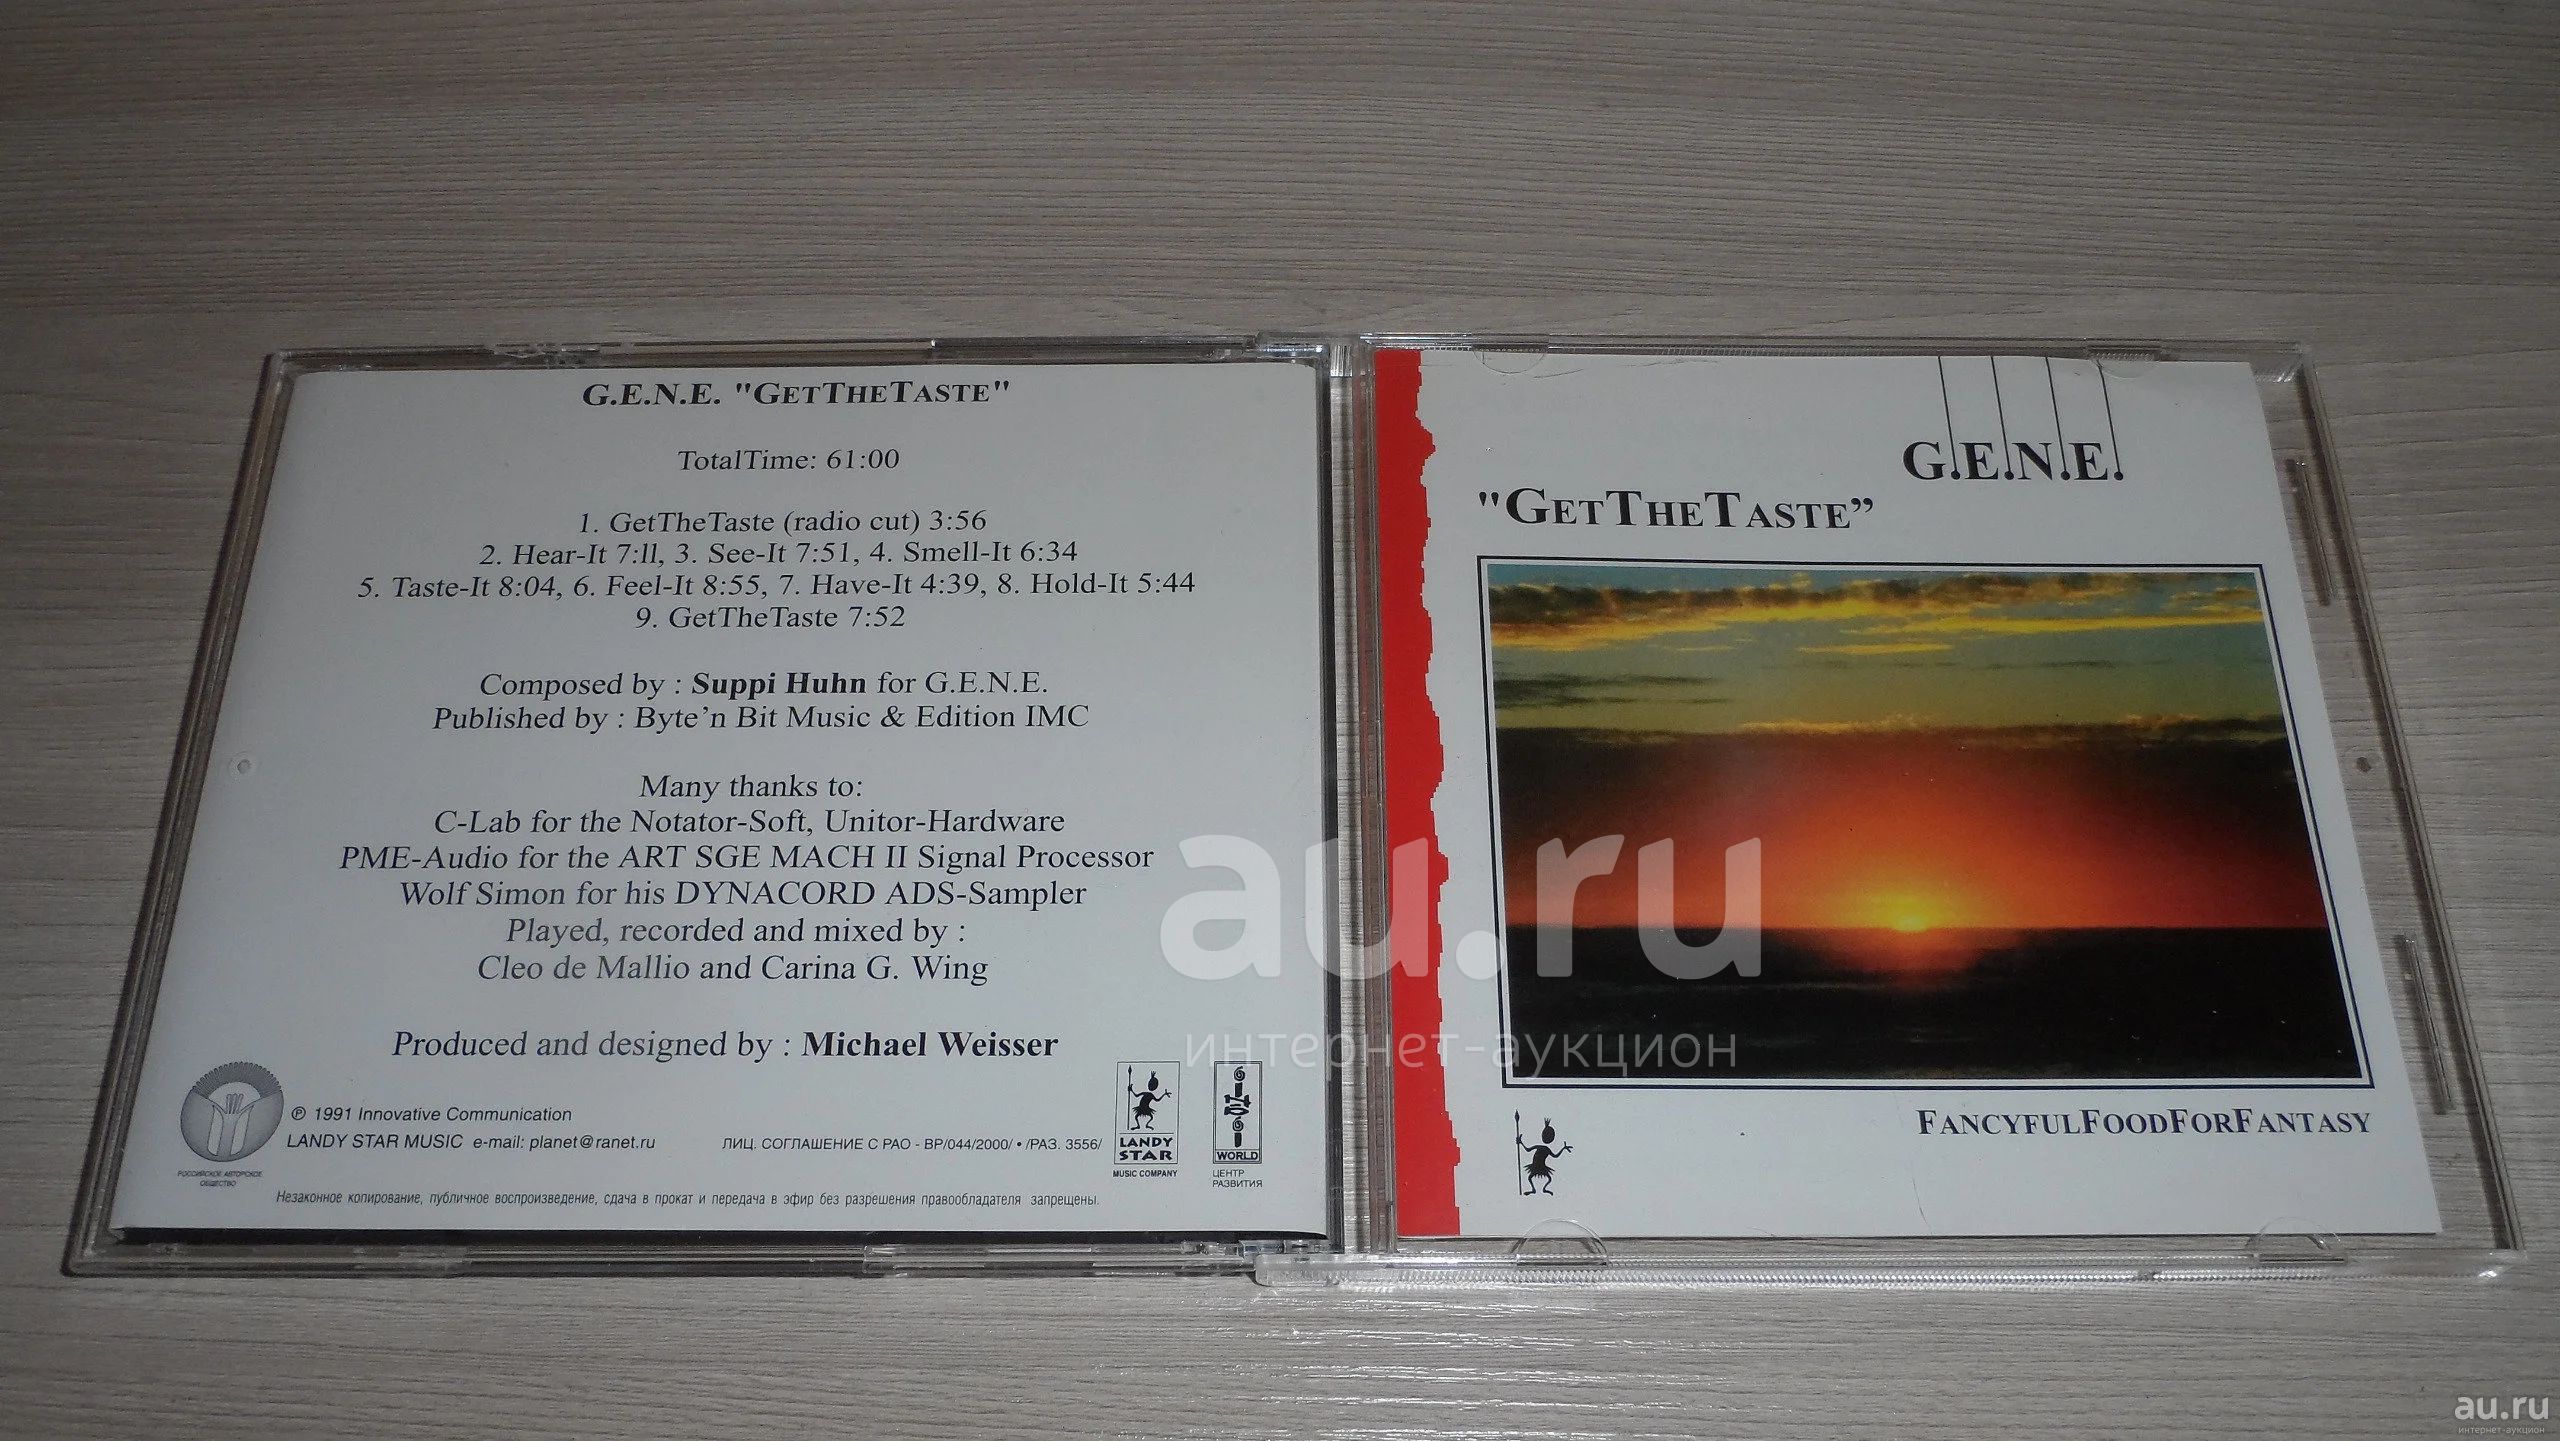 G.E.N.E. "GETTHETASTE"
TotalTime: 61:00
1. GetTheTaste (radio cut) 3:56
2. Hear-It 7:ll, 3. See-It 7:51, 4. Smell-It 6:34
5. Taste-It 8:04, 6. Feel-It 8:55, 7. Have-It 4:39, 8. Hold-It 5:44
9. GetTheTaste 7:52
Composed by : Suppi Huhn for G.E.N.E.
Published by : Byte'n Bit Music & Edition IMC
Many thanks to:
C-Lab for the Notator-Soft, Unitor-Hardware
PME-Audio for the ART SGE MACH II Signal Processor
Wolf Simon for his DYNACORD ADS-Sampler
Played, recorded and mixed by :
Cleo de Mallio and Carina G. Wing
Produced and designed by : Michael Weisser
℗ 1991 Innovative Communication
LANDY STAR MUSIC e-mail: planet@ranet.ru
ЛИЦ. СОГЛАШЕНИЕ С РАО - ВР/044/2000/ • /РАЗ. 3556/
РОССИЙСКОЕ АВТОРСКОЕ
ОБЩЕСТВО
LANDY
STAR
MUSIC COMPANY
WORLD
ЦЕНТР
РАЗВИТИЯ
Незаконное копирование, публичное воспроизведение, сдача в прокат и передача в эфир без разрешения правообладателя запрещены.
G.E.N.E.
"GETTHETASTE”
FANCYFULFOODFORFANTASY
au.ru
интернет-аукцион
au.ru
интернет-аукцион